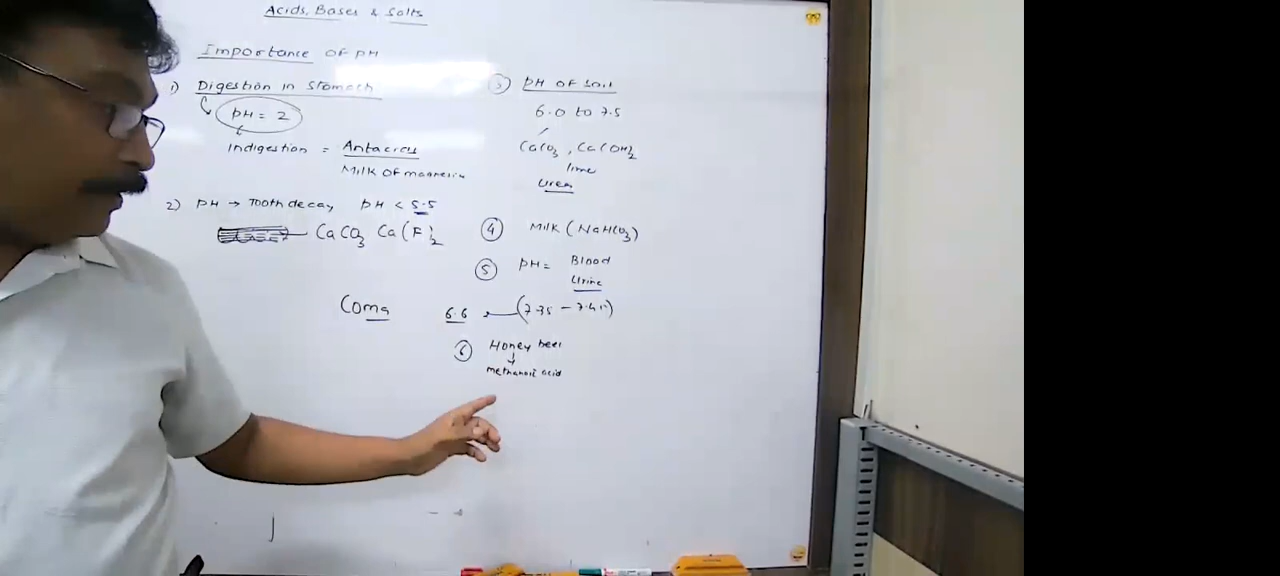 Acids, Bases & Salts
Importance OF PH
1) Digestion in Stomach
PH = 2
Indigestion = Antacids
Milk OF magnesia
2) PH → Tooth decay PH < 5.5
CaCO3 Ca(F)2
3) PH OF Soil
6.0 to 7.5
CaCO3, Ca(OH)2
lime
Urea
4 Milk (NaHCO3)
5 PH = Blood
Urine
Coma 6.6 (7.35 - 7.45)
6 Honey bees
methanoic acid